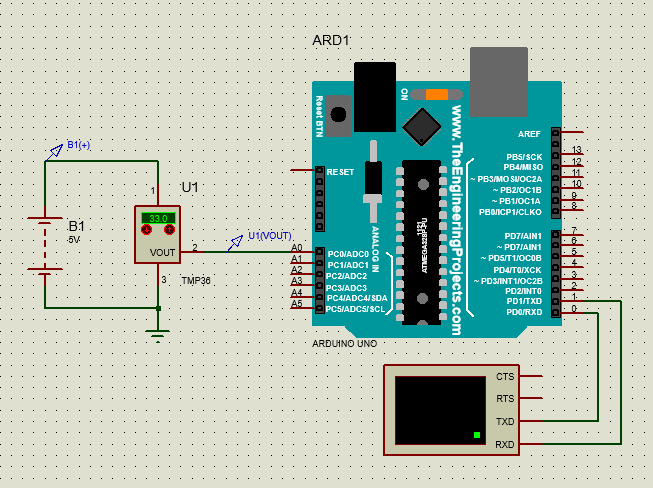 ARD1
ON
Reset BTN
www.TheEngineeringProjects.com
B1(+)
1
U1
33.0
VOUT
2
U1(VOUT)
3
TMP36
B1
5V
RESET
ANALOG IN
ATMEGA328P-PU
1121
A0 PC0/ADC0
A1 PC1/ADC1
A2 PC2/ADC2
A3 PC3/ADC3
A4 PC4/ADC4/SDA
A5 PC5/ADC5/SCL
AREF
PB5/SCK 13
PB4/MISO 12
~ PB3/MOSI/OC2A 11
~ PB2/OC1B 10
~ PB1/OC1A 9
PB0/ICP1/CLKO 8
PD7/AIN1 7
~ PD7/AIN1 6
~ PD5/T1/OC0B 5
PD4/T0/XCK 4
~ PD3/INT1/OC2B 3
PD2/INT0 2
PD1/TXD 1
PD0/RXD 0
ARDUINO UNO
CTS
RTS
TXD
RXD